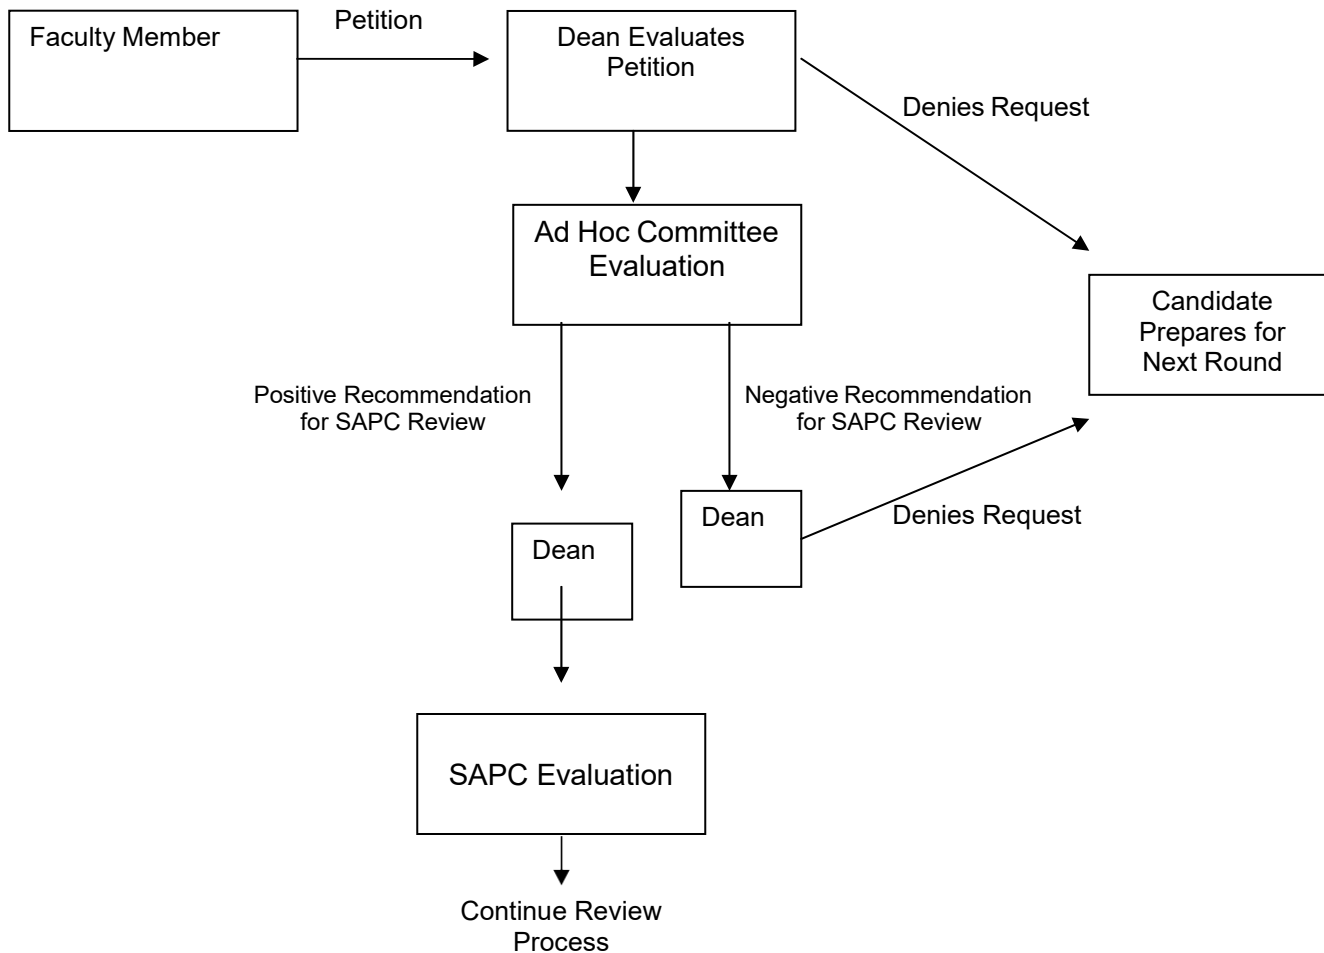 Faculty Member
Petition
Dean Evaluates
Petition
Denies Request
Ad Hoc Committee
Evaluation
Candidate
Prepares for
Next Round
Positive Recommendation
for SAPC Review
Negative Recommendation
for SAPC Review
Dean
Denies Request
Dean
SAPC Evaluation
Continue Review
Process